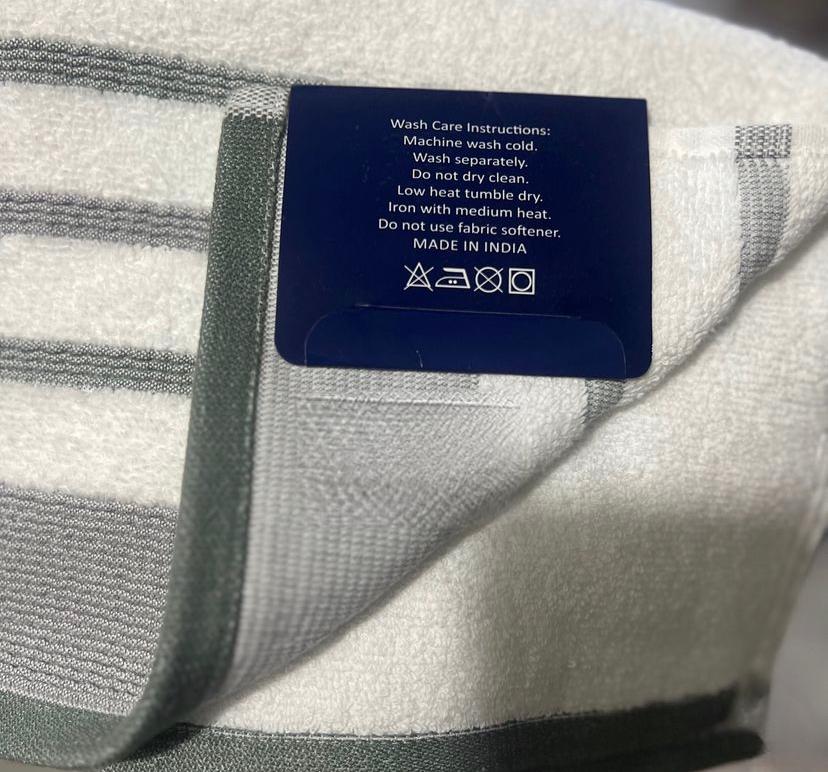 Wash Care Instructions:
Machine wash cold.
Wash separately.
Do not dry clean.
Low heat tumble dry.
Iron with medium heat.
Do not use fabric softener.
MADE IN INDIA